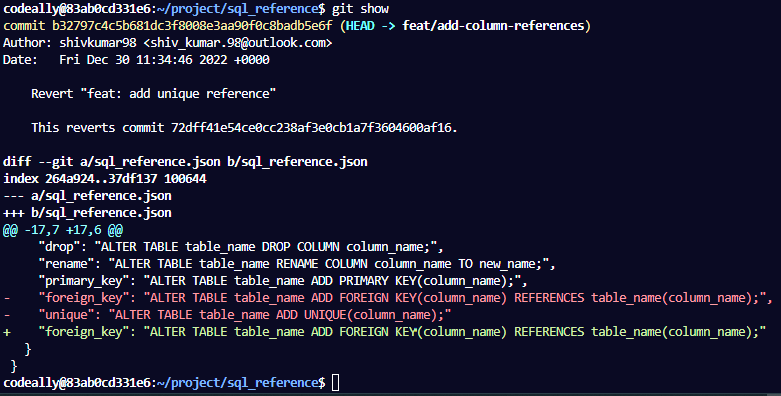 codeally@83ab0cd331e6:~/project/sql_reference$ git show
commit b32797c4c5b681dc3f8008e3aa90f0c8badb5e6f (HEAD -> feat/add-column-references)
Author: shivkumar98 <shiv_kumar.98@outlook.com>
Date:   Fri Dec 30 11:34:46 2022 +0000

    Revert "feat: add unique reference"

    This reverts commit 72dff41e54ce0cc238af3e0cb1a7f3604600af16.

diff --git a/sql_reference.json b/sql_reference.json
index 264a924..37df137 100644
--- a/sql_reference.json
+++ b/sql_reference.json
@@ -17,7 +17,6 @@
     "drop": "ALTER TABLE table_name DROP COLUMN column_name;",
     "rename": "ALTER TABLE table_name RENAME COLUMN column_name TO new_name;",
     "primary_key": "ALTER TABLE table_name ADD PRIMARY KEY(column_name);",
-    "foreign_key": "ALTER TABLE table_name ADD FOREIGN KEY(column_name) REFERENCES table_name(column_name);",
-    "unique": "ALTER TABLE table_name ADD UNIQUE(column_name);"
+    "foreign_key": "ALTER TABLE table_name ADD FOREIGN KEY(column_name) REFERENCES table_name(column_name);"
   }
 }
codeally@83ab0cd331e6:~/project/sql_reference$